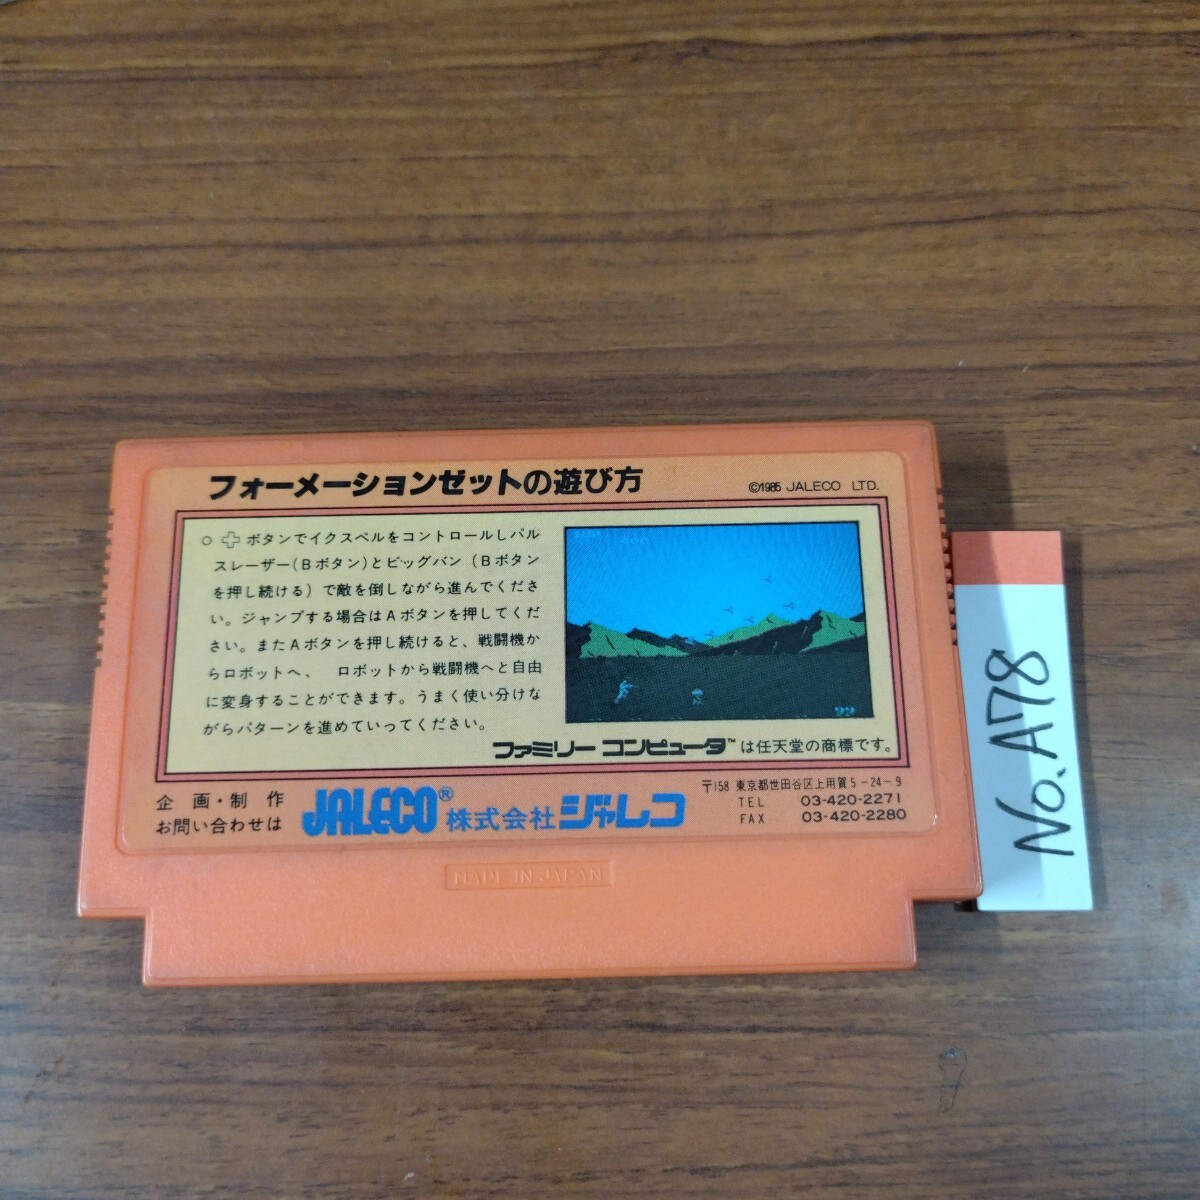 フォーメーションゼットの遊び方
©1985 JALECO LTD.
○ ✚ボタンでイクスペルをコントロールしパル
スレーザー(Bボタン)とビッグバン (Bボタン
を押し続ける) で敵を倒しながら進んでくださ
い。ジャンプする場合はAボタンを押してくだ
さい。またAボタンを押し続けると、戦闘機か
らロボットへ、 ロボットから戦闘機へと自由
に変身することができます。うまく使い分けな
がらパターンを進めていってください。
22
ファミリー コンピュータ™は任天堂の商標です。
企 画・制 作
お問い合わせは
JALECO® 株式会社 ジャレコ
〒158 東京都世田谷区上用賀5-24-9
TEL 03-420-2271
FAX 03-420-2280
MADE IN JAPAN
No.A78